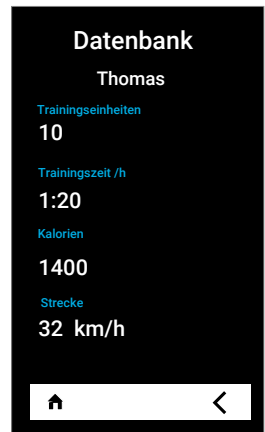 Datenbank
Thomas
Trainingseinheiten
10
Trainingszeit /h
1:20
Kalorien
1400
Strecke
32 km/h